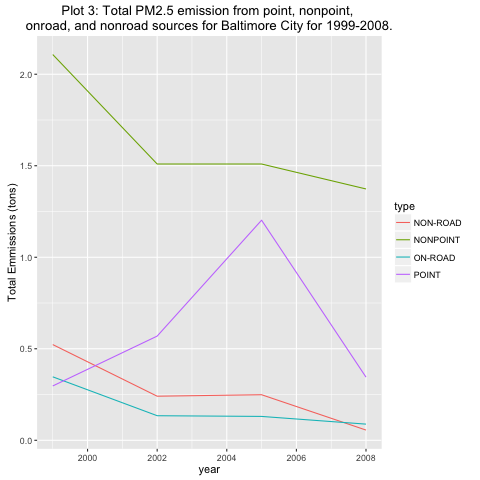 Plot 3: Total PM2.5 emission from point, nonpoint,
onroad, and nonroad sources for Baltimore City for 1999-2008.
Total Emmissions (tons)
2.0
1.5
1.0
0.5
0.0
2000
2002
2004
2006
2008
year
type
NON-ROAD
NONPOINT
ON-ROAD
POINT